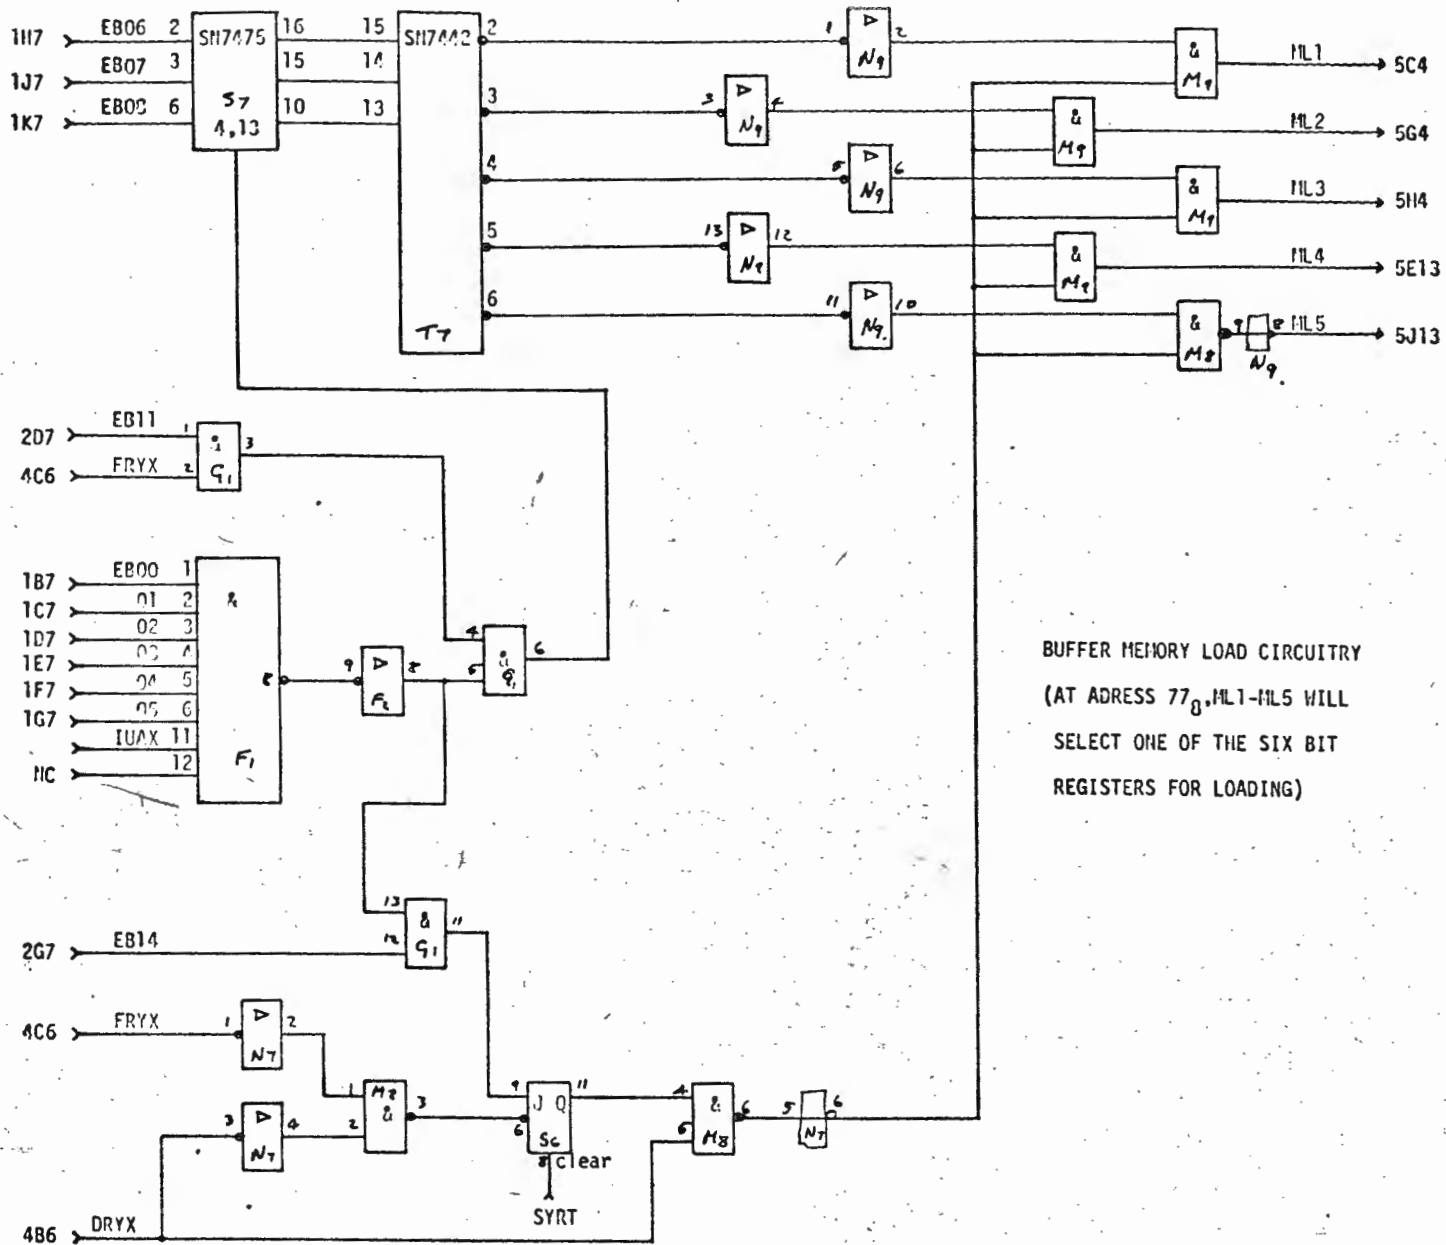 1H7 EB06 2 SN7475 16 15 SN7442 2
1J7 EB07 3 15 14
1K7 EB08 6 S7 4,13 10 13
3
4
5
6
T7
1 N9 2
3 N9 4
5 N9 6
13 N9 12
11 N9 10
& M9 ML1 5C4
& M9 ML2 5G4
& M9 ML3 5H4
& M9 ML4 5E13
& M8 9 8 ML5 5J13
N9
2D7 EB11 1 & 3
4C6 FRYX 2 G1
1B7 EB00 1
1C7 01 2 &
1D7 02 3
1E7 03 4
1F7 04 5
1G7 05 6
IUAX 11
NC 12 F1
8 9 F2 8
4 & 6
5 G1
BUFFER MEMORY LOAD CIRCUITRY
(AT ADRESS 778,ML1-ML5 WILL
SELECT ONE OF THE SIX BIT
REGISTERS FOR LOADING)
13 & 11
2G7 EB14 12 G1
4C6 FRYX 1 N7 2
3 N7 4
1 M8 & 3
2
9 J Q 11
6 S6
8 clear
SYRT
4 & 6
5 M8
5 N7 6
4B6 DRYX